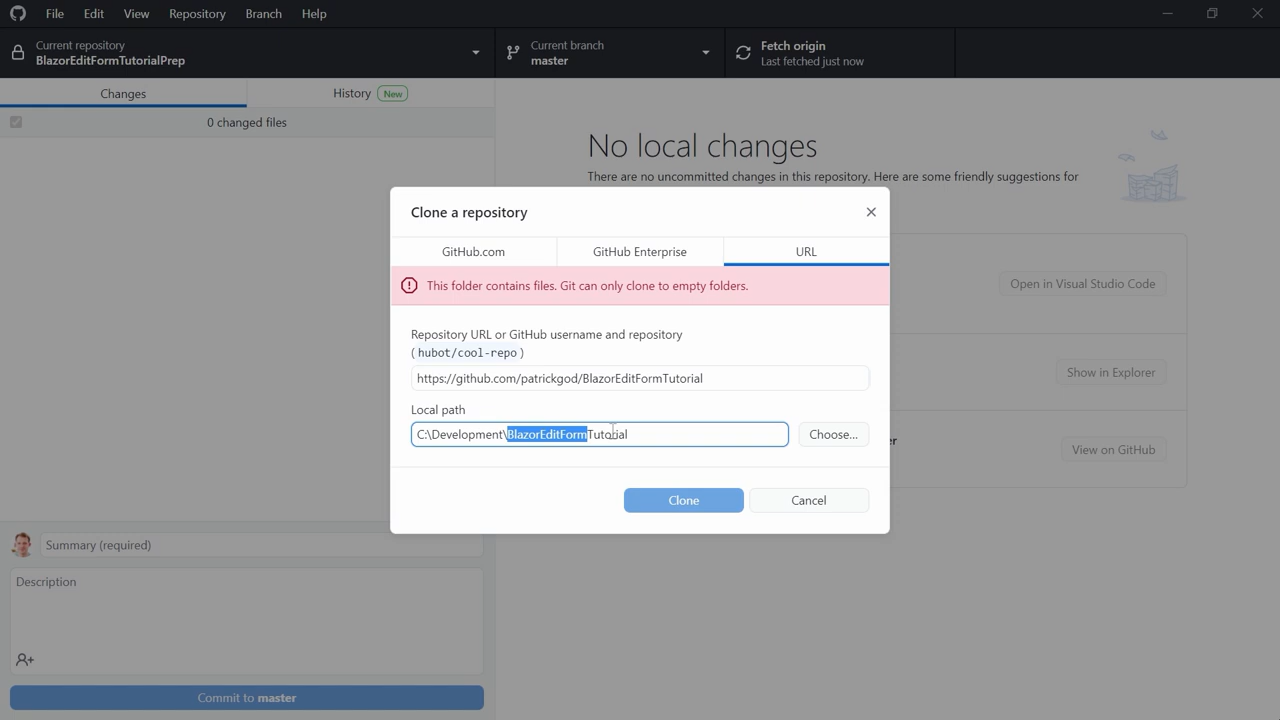 File Edit View Repository Branch Help
Current repository
BlazorEditFormTutorialPrep
Current branch
master
Fetch origin
Last fetched just now
Changes
History New
0 changed files
No local changes
There are no uncommitted changes in this repository. Here are some friendly suggestions for
Clone a repository
GitHub.com
GitHub Enterprise
URL
This folder contains files. Git can only clone to empty folders.
Repository URL or GitHub username and repository
(hubot/cool-repo)
https://github.com/patrickgod/BlazorEditFormTutorial
Local path
C:\Development\BlazorEditFormTutorial
Choose...
Clone
Cancel
Open in Visual Studio Code
Show in Explorer
er
View on GitHub
Summary (required)
Description
Commit to master